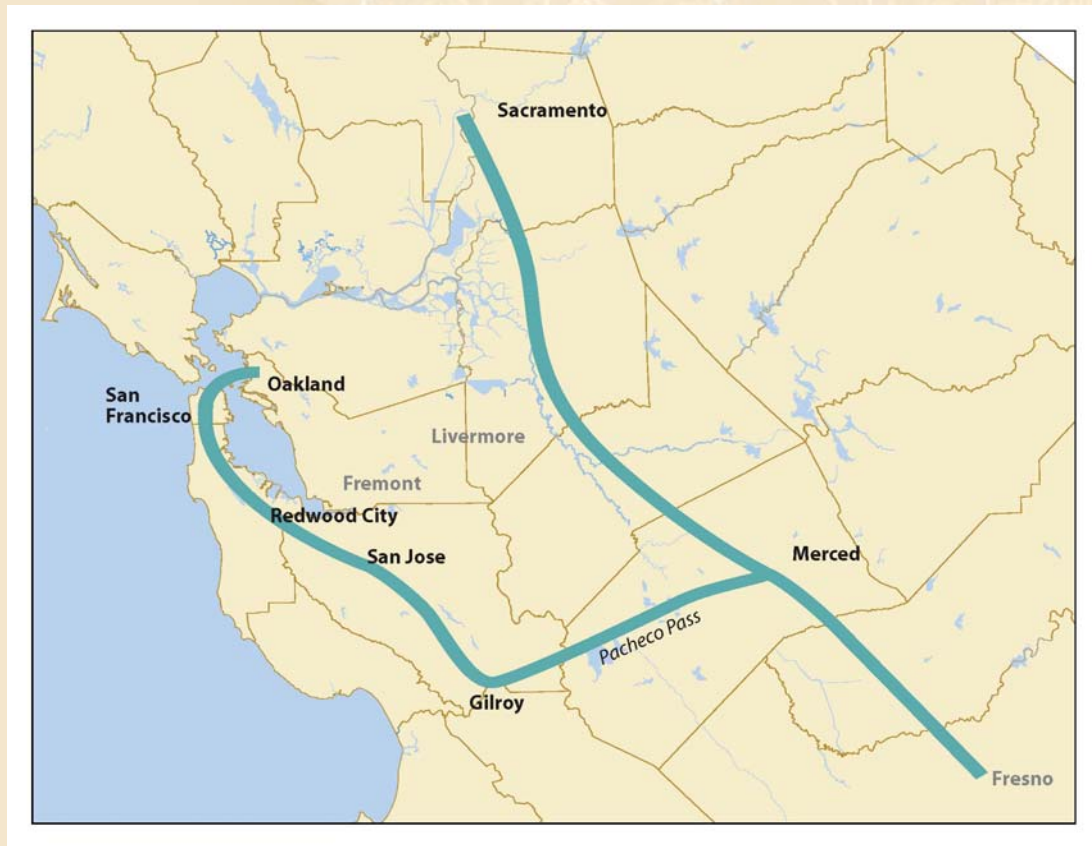 Sacramento
Oakland
San
Francisco
Livermore
Fremont
Redwood City
San Jose
Merced
Pacheco Pass
Gilroy
Fresno